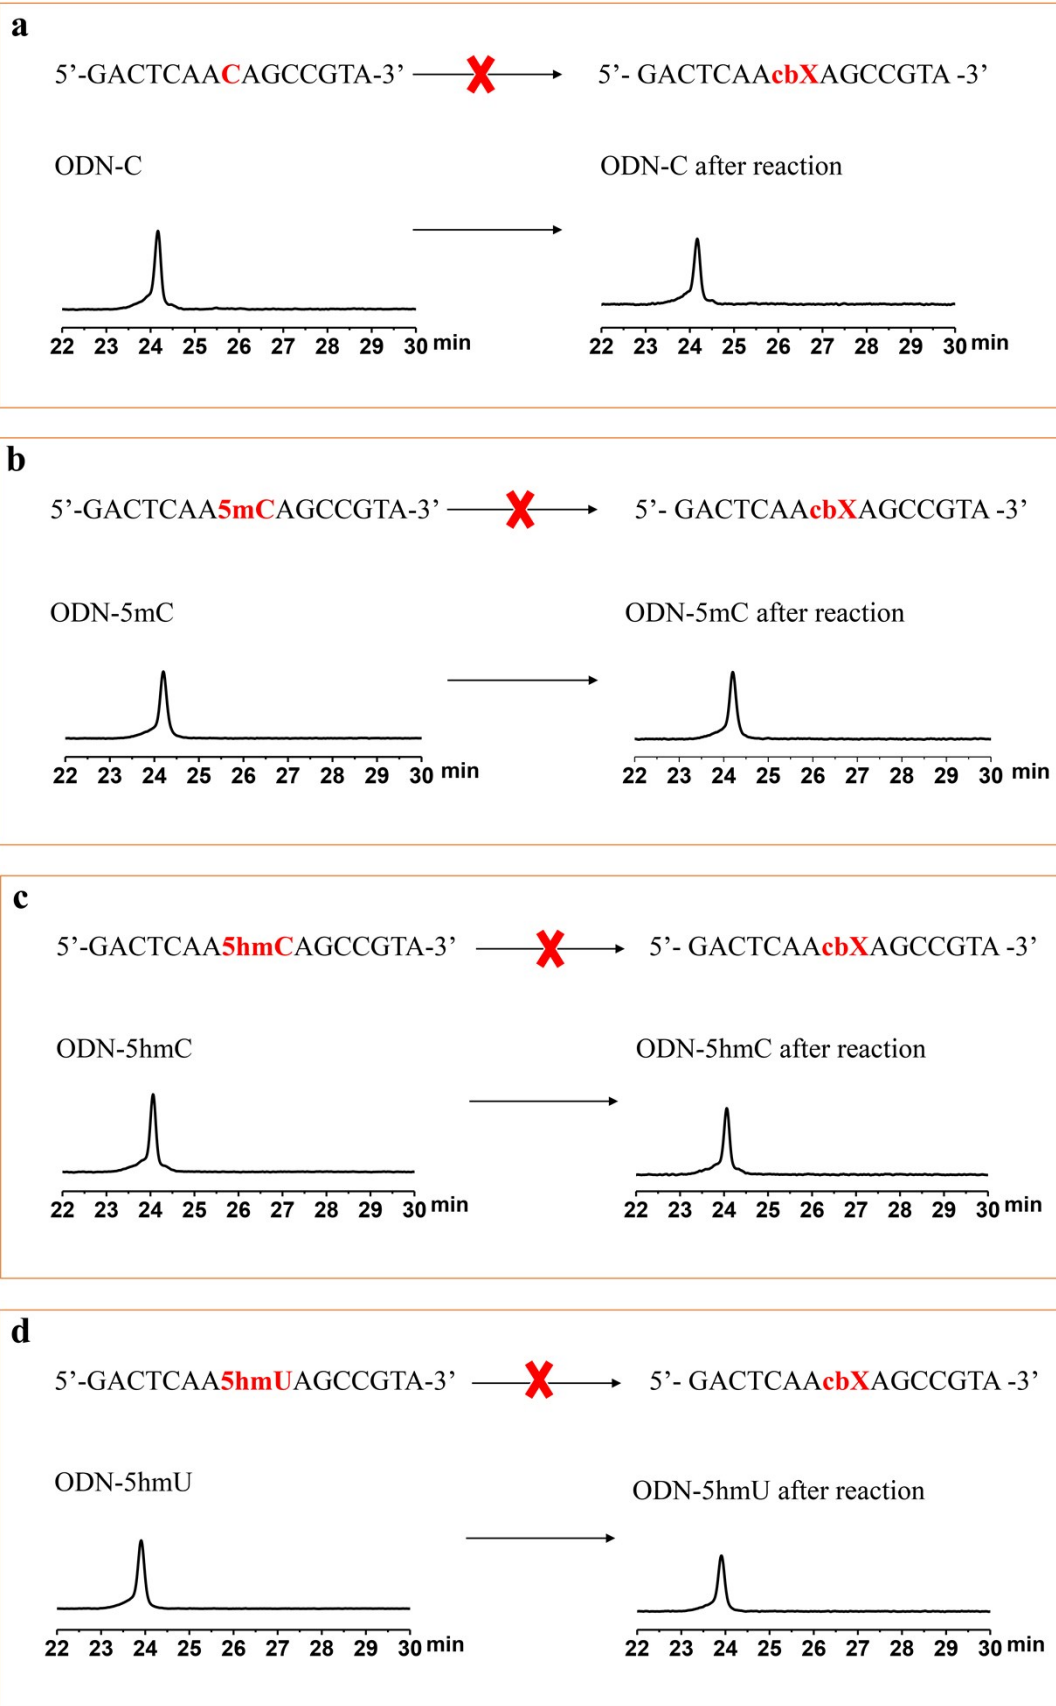 a
5’-GACTCAACAGCCGTA-3’ 5’- GACTCAAcbXAGCCGTA -3’
ODN-C ODN-C after reaction
22 23 24 25 26 27 28 29 30 min 22 23 24 25 26 27 28 29 30 min
b
5’-GACTCAA5mCAGCCGTA-3’ 5’- GACTCAAcbXAGCCGTA -3’
ODN-5mC ODN-5mC after reaction
22 23 24 25 26 27 28 29 30 min 22 23 24 25 26 27 28 29 30 min
c
5’-GACTCAA5hmCAGCCGTA-3’ 5’- GACTCAAcbXAGCCGTA -3’
ODN-5hmC ODN-5hmC after reaction
22 23 24 25 26 27 28 29 30 min 22 23 24 25 26 27 28 29 30 min
d
5’-GACTCAA5hmUAGCCGTA-3’ 5’- GACTCAAcbXAGCCGTA -3’
ODN-5hmU ODN-5hmU after reaction
22 23 24 25 26 27 28 29 30 min 22 23 24 25 26 27 28 29 30 min